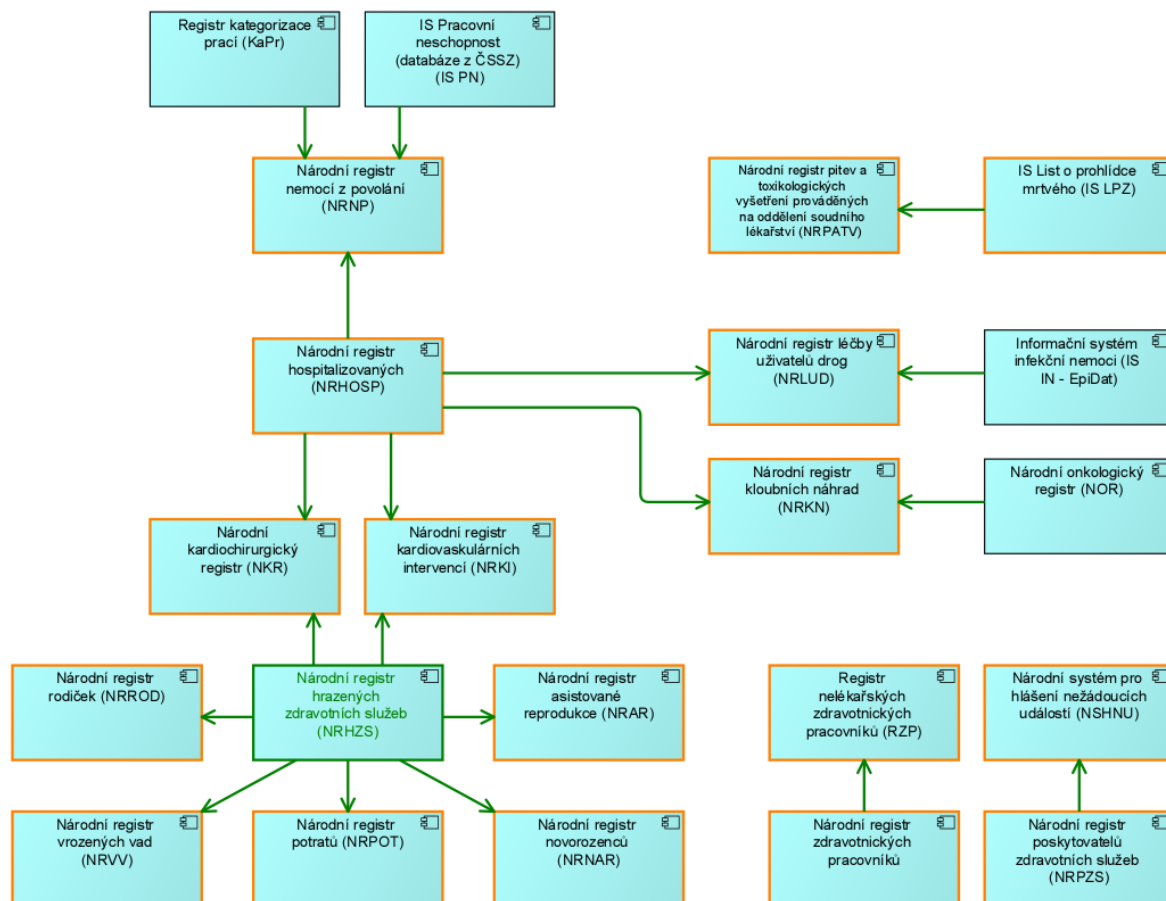 Registr kategorizace
prací (KaPr)
IS Pracovní
neschopnost
(databáze z ČSSZ)
(IS PN)
Národní registr
nemocí z povolání
(NRNP)
Národní registr pitev a
toxikologických
vyšetření prováděných
na oddělení soudního
lékařství (NRPATV)
IS List o prohlídce
mrtvého (IS LPZ)
Národní registr
hospitalizovaných
(NRHOSP)
Národní registr léčby
uživatelů drog
(NRLUD)
Informační systém
infekční nemoci (IS
IN - EpiDat)
Národní registr
kloubních náhrad
(NRKN)
Národní onkologický
registr (NOR)
Národní
kardiochirurgický
registr (NKR)
Národní registr
kardiovaskulárních
intervencí (NRKI)
Národní registr
rodiček (NRROD)
Národní registr
hrazených
zdravotních služeb
(NRHZS)
Národní registr
asistované
reprodukce (NRAR)
Registr
nelékařských
zdravotnických
pracovníků (RZP)
Národní systém pro
hlášení nežádoucích
událostí (NSHNU)
Národní registr
vrozených vad
(NRVV)
Národní registr
potratů (NRPOT)
Národní registr
novorozenců
(NRNAR)
Národní registr
zdravotnických
pracovníků
Národní registr
poskytovatelů
zdravotních služeb
(NRPZS)